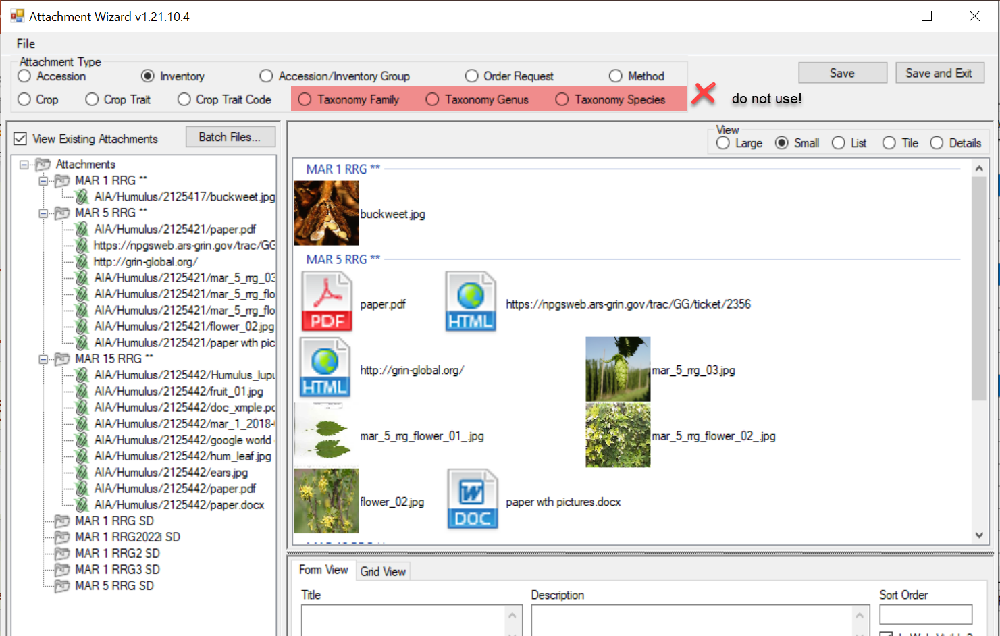 Attachment Wizard v1.21.10.4
File
Attachment Type
Accession Inventory Accession/Inventory Group Order Request Method
Crop Crop Trait Crop Trait Code Taxonomy Family Taxonomy Genus Taxonomy Species
do not use!
Save Save and Exit
View Existing Attachments Batch Files...
Attachments
MAR 1 RRG **
AIA/Humulus/2125417/buckweet.jpg
MAR 5 RRG **
AIA/Humulus/2125421/paper.pdf
https://npgsweb.ars-grin.gov/trac/GG
http://grin-global.org/
AIA/Humulus/2125421/mar_5_rrg_03
AIA/Humulus/2125421/mar_5_rrg_flo
AIA/Humulus/2125421/mar_5_rrg_flo
AIA/Humulus/2125421/flower_02.jpg
AIA/Humulus/2125421/paper wth pic
MAR 15 RRG **
AIA/Humulus/2125442/Humulus_lupu
AIA/Humulus/2125442/fruit_01.jpg
AIA/Humulus/2125442/doc_xmple.pd
AIA/Humulus/2125442/mar_1_2018-
AIA/Humulus/2125442/google world
AIA/Humulus/2125442/hum_leaf.jpg
AIA/Humulus/2125442/ears.jpg
AIA/Humulus/2125442/paper.pdf
AIA/Humulus/2125442/paper.docx
MAR 1 RRG SD
MAR 1 RRG2022i SD
MAR 1 RRG2 SD
MAR 1 RRG3 SD
MAR 5 RRG SD
View
Large Small List Tile Details
MAR 1 RRG **
buckweet.jpg
MAR 5 RRG **
PDF paper.pdf HTML https://npgsweb.ars-grin.gov/trac/GG/ticket/2356
HTML http://grin-global.org/ mar_5_rrg_03.jpg
mar_5_rrg_flower_01_.jpg mar_5_rrg_flower_02_.jpg
flower_02.jpg W DOC paper wth pictures.docx
Form View Grid View
Title Description Sort Order